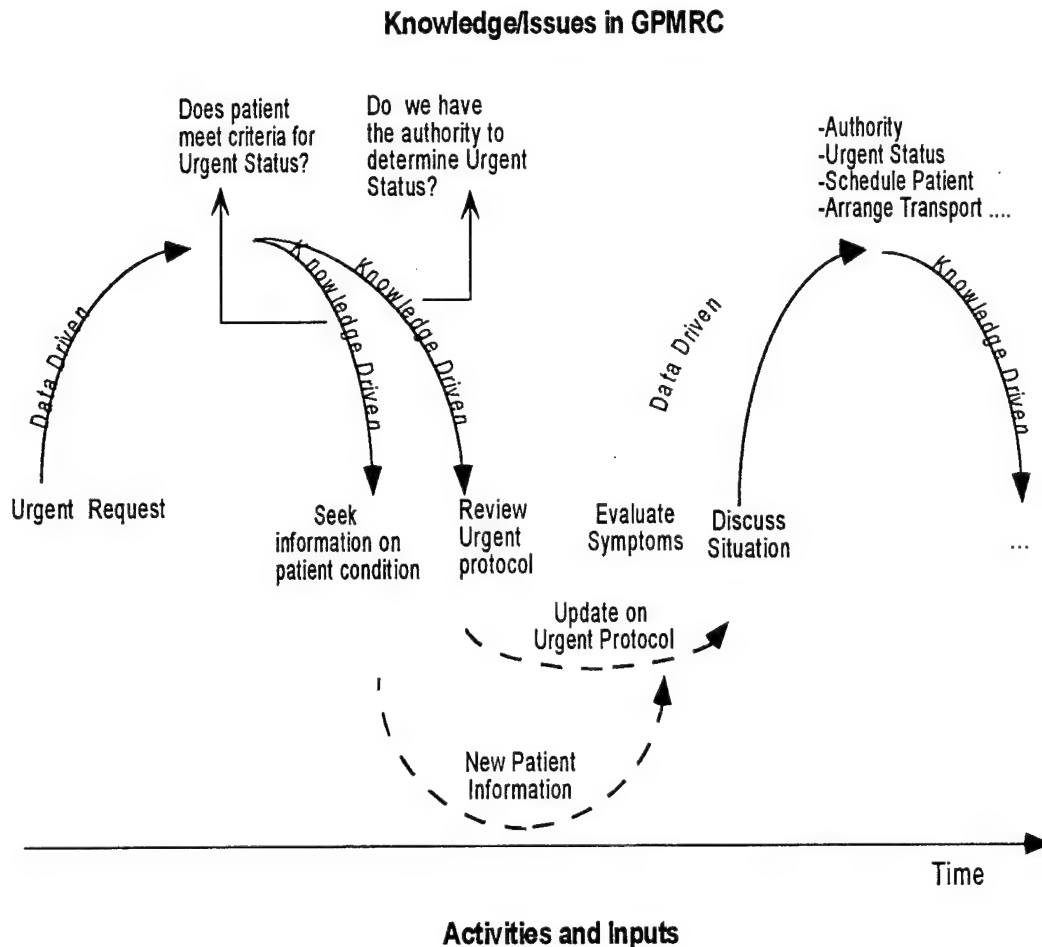 Knowledge/Issues in GPMRC
Does patient
meet criteria for
Urgent Status?
Do we have
the authority to
determine Urgent
Status?
-Authority
-Urgent Status
-Schedule Patient
-Arrange Transport ....
Data Driven
Knowledge Driven
Knowledge Driven
Data Driven
Knowledge Driven
Urgent Request
Seek
information on
patient condition
Review
Urgent
protocol
Evaluate
Symptoms
Discuss
Situation
...
Update on
Urgent Protocol
New Patient
Information
Time
Activities and Inputs